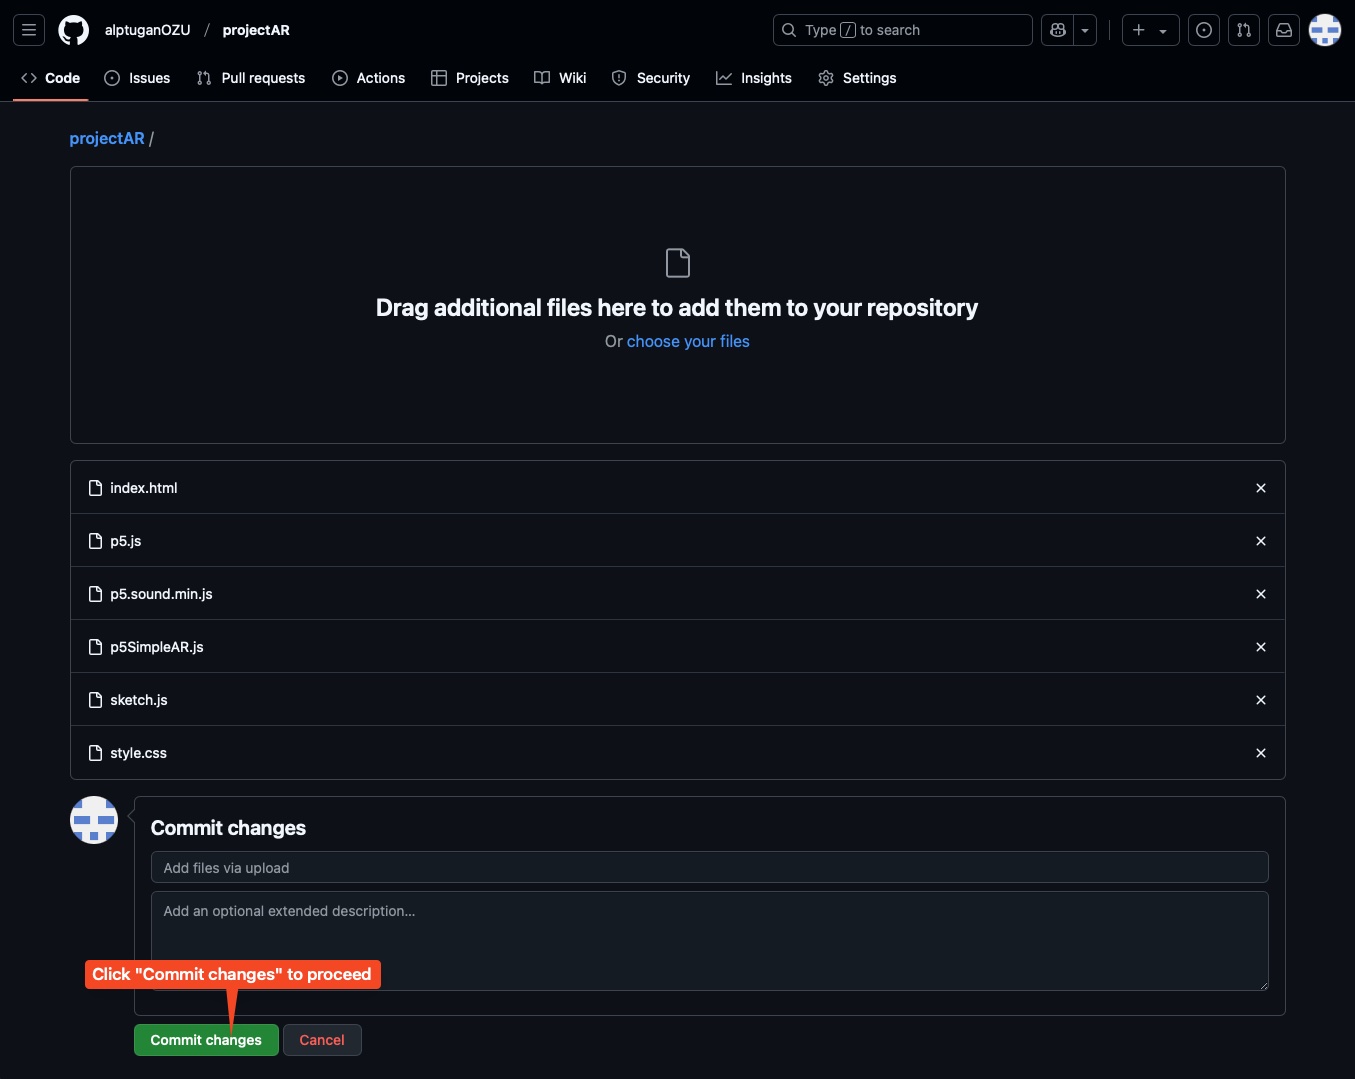 alptuganOZU / projectAR
Type / to search
Code
Issues
Pull requests
Actions
Projects
Wiki
Security
Insights
Settings
projectAR /
Drag additional files here to add them to your repository
Or choose your files
index.html
p5.js
p5.sound.min.js
p5SimpleAR.js
sketch.js
style.css
Commit changes
Add files via upload
Add an optional extended description...
Click "Commit changes" to proceed
Commit changes
Cancel